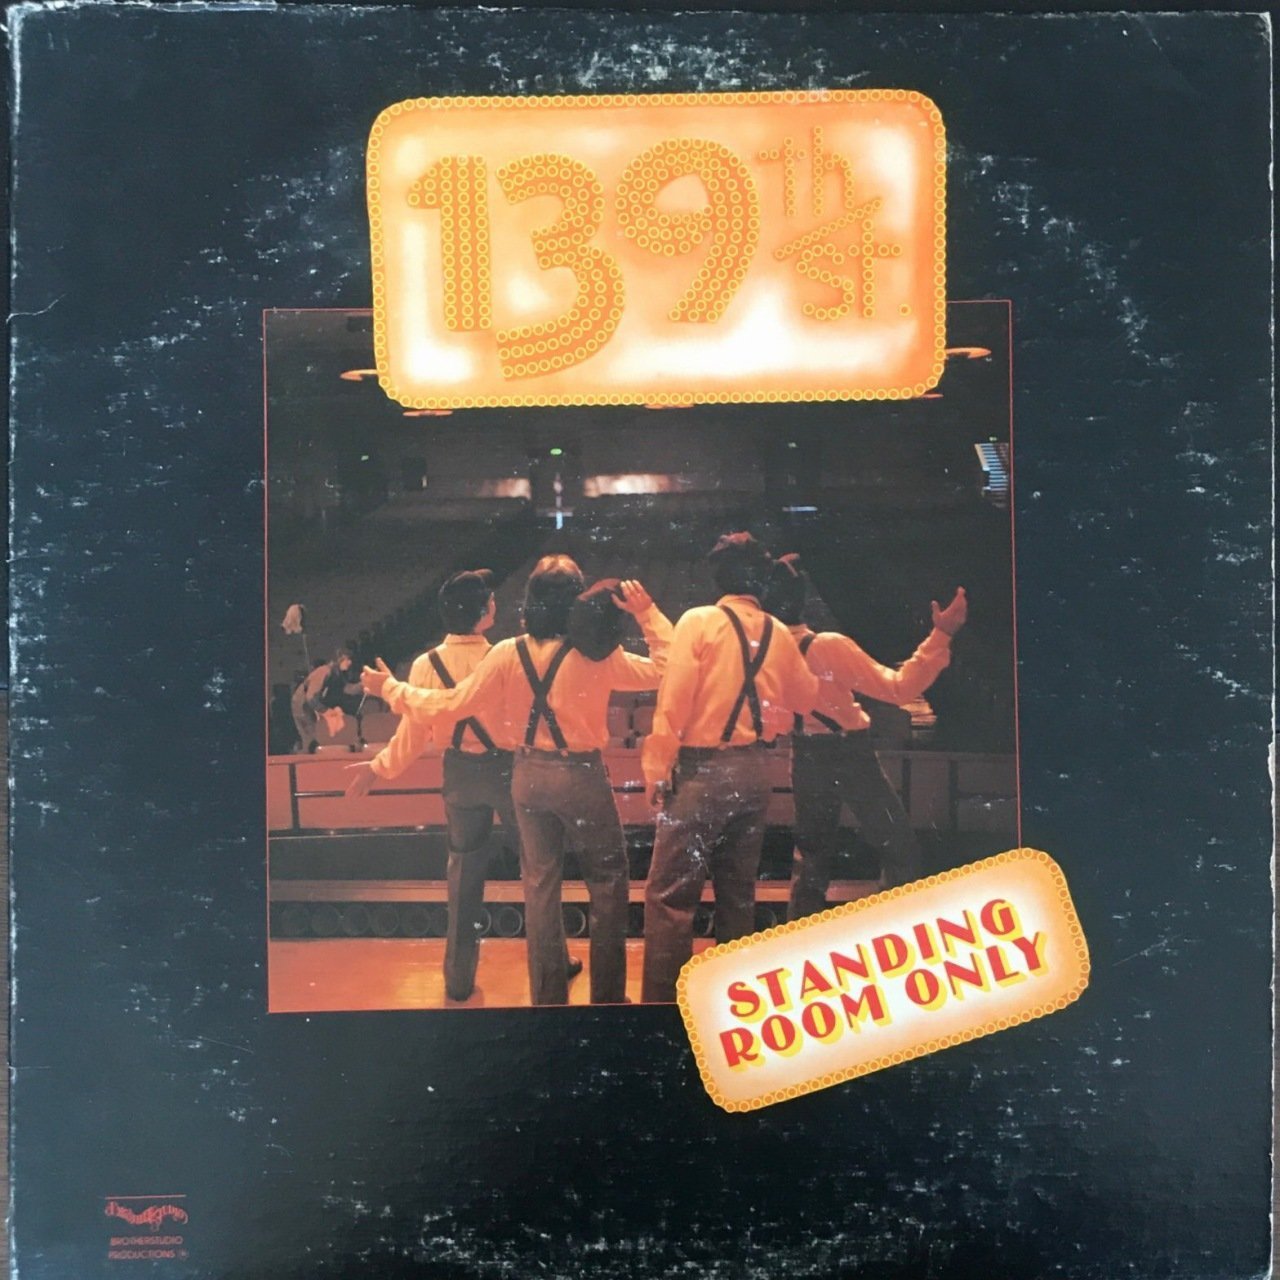 139th
St.
STANDING
ROOM ONLY
BROTHERSTUDIO
PRODUCTIONS